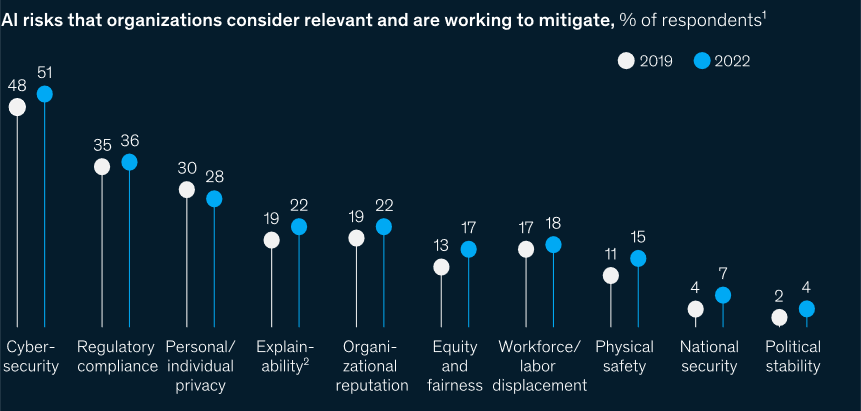 AI risks that organizations consider relevant and are working to mitigate, % of respondents¹
2019 2022
48 51
35 36
30 28
19 22
19 22
13 17
17 18
11 15
4 7
2 4
Cyber-
security
Regulatory
compliance
Personal/
individual
privacy
Explain-
ability²
Organi-
zational
reputation
Equity
and
fairness
Workforce/
labor
displacement
Physical
safety
National
security
Political
stability